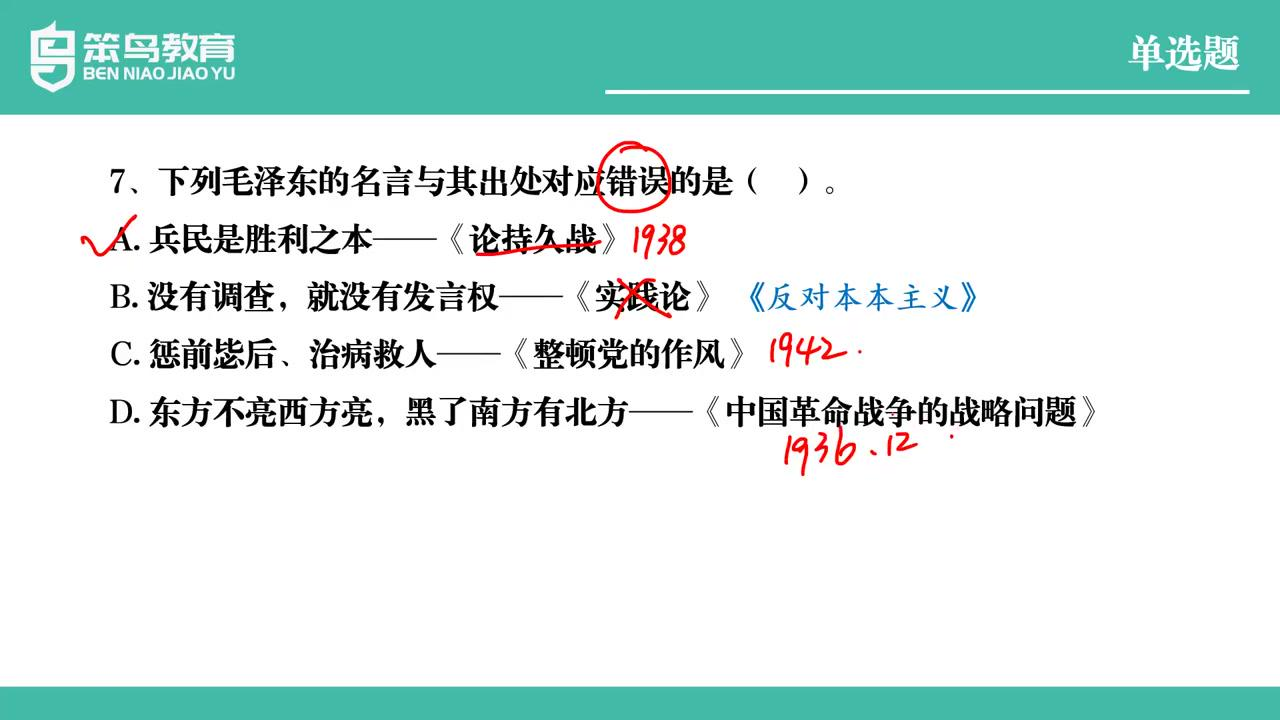 笨鸟教育
BEN NIAO JIAO YU
单选题
7、下列毛泽东的名言与其出处对应错误的是（ ）。
A. 兵民是胜利之本——《论持久战》1938
B. 没有调查，就没有发言权——《实践论》 《反对本本主义》
C. 惩前毖后、治病救人——《整顿党的作风》 1942
D. 东方不亮西方亮，黑了南方有北方——《中国革命战争的战略问题》
1936.12